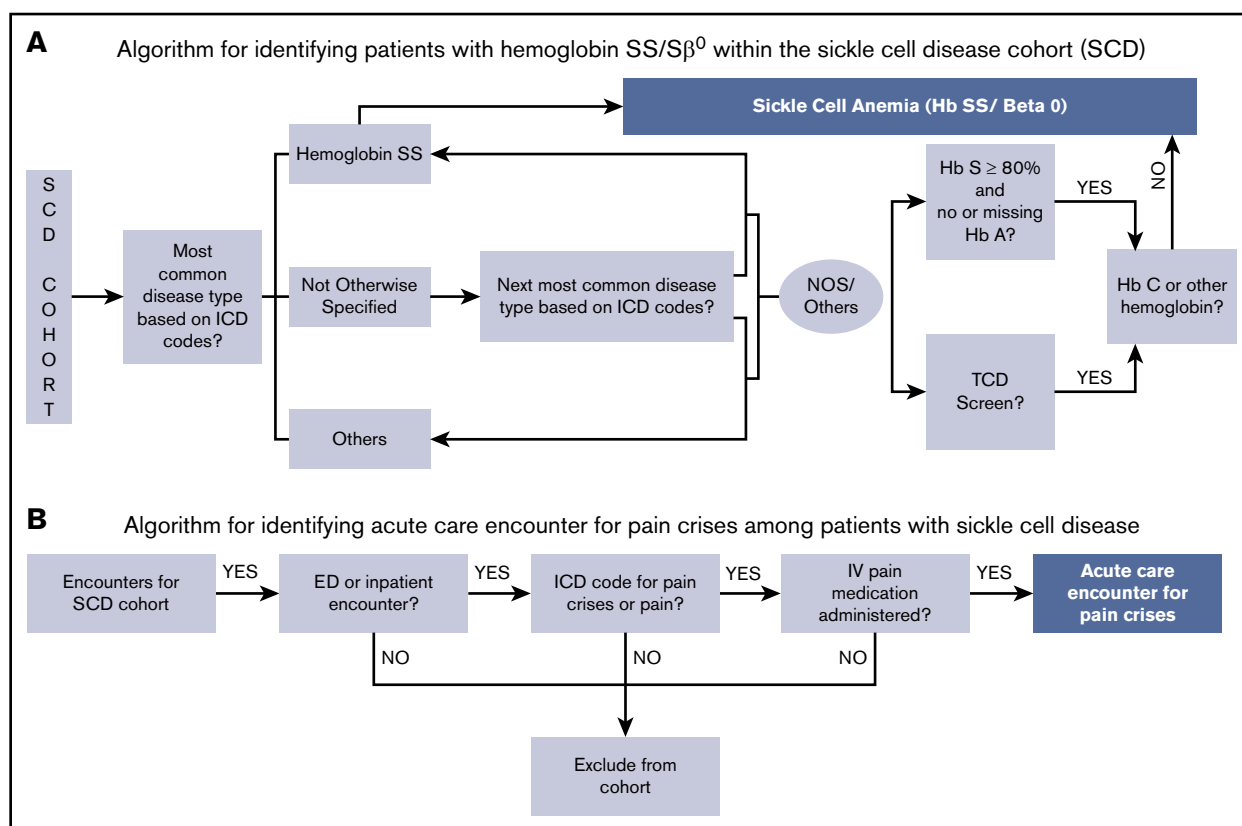 A
Algorithm for identifying patients with hemoglobin SS/Sβ⁰ within the sickle cell disease cohort (SCD)
Sickle Cell Anemia (Hb SS/ Beta 0)
Hemoglobin SS
S
C
D
C
O
H
O
R
T
Most
common
disease type
based on ICD
codes?
Not Otherwise
Specified
Next most common disease
type based on ICD codes?
Others
NOS/
Others
Hb S ≥ 80%
and
no or missing
Hb A?
YES
TCD
Screen?
YES
Hb C or other
hemoglobin?
NO
B
Algorithm for identifying acute care encounter for pain crises among patients with sickle cell disease
Encounters for
SCD cohort
YES
ED or inpatient
encounter?
YES
ICD code for pain
crises or pain?
YES
IV pain
medication
administered?
YES
Acute care
encounter for
pain crises
NO
NO
NO
Exclude from
cohort